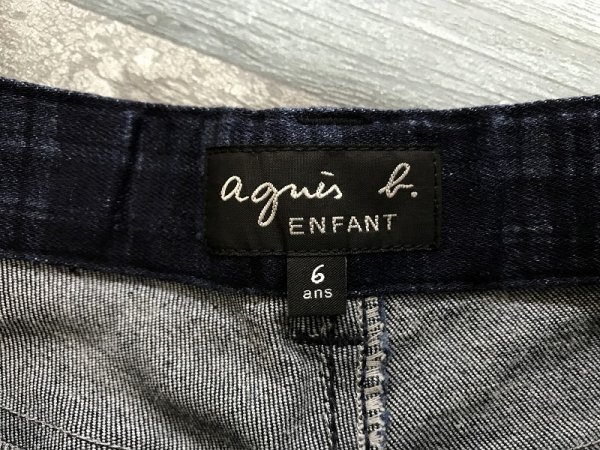 agnès b.
ENFANT
6
ans